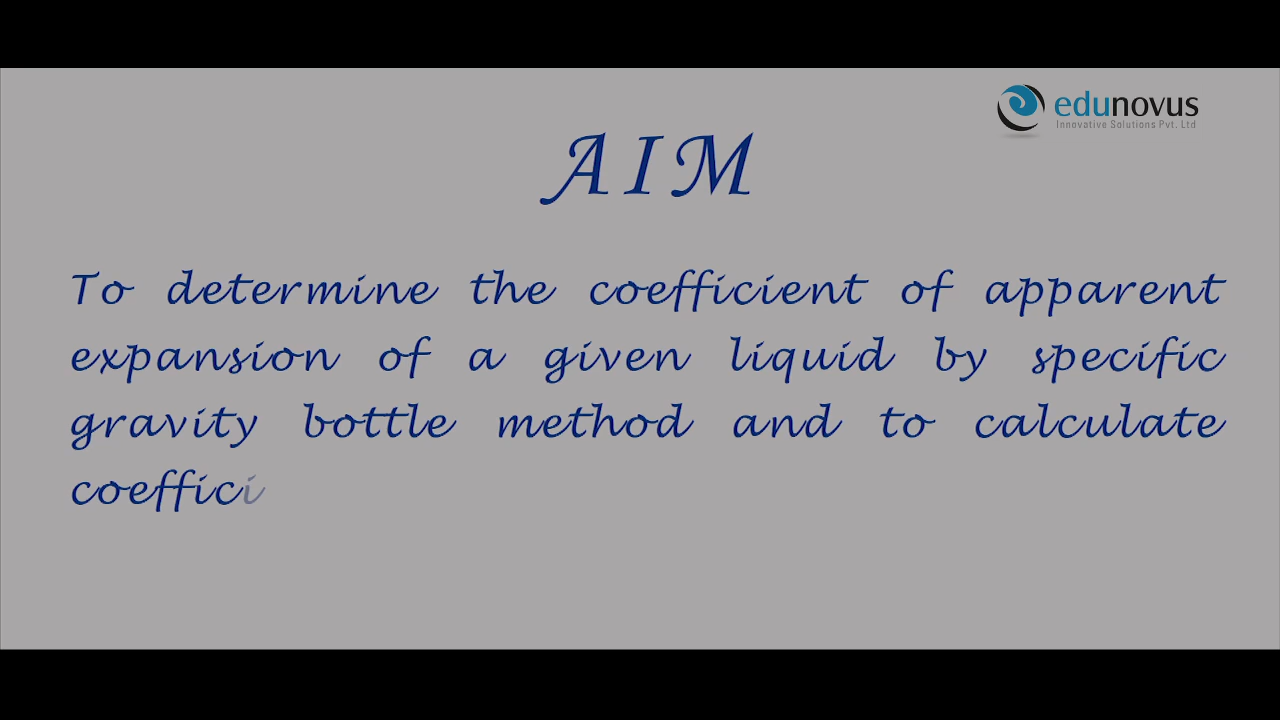 edunovus
Innovative Solutions Pvt. Ltd
AIM
To determine the coefficient of apparent
expansion of a given liquid by specific
gravity bottle method and to calculate
coeffici